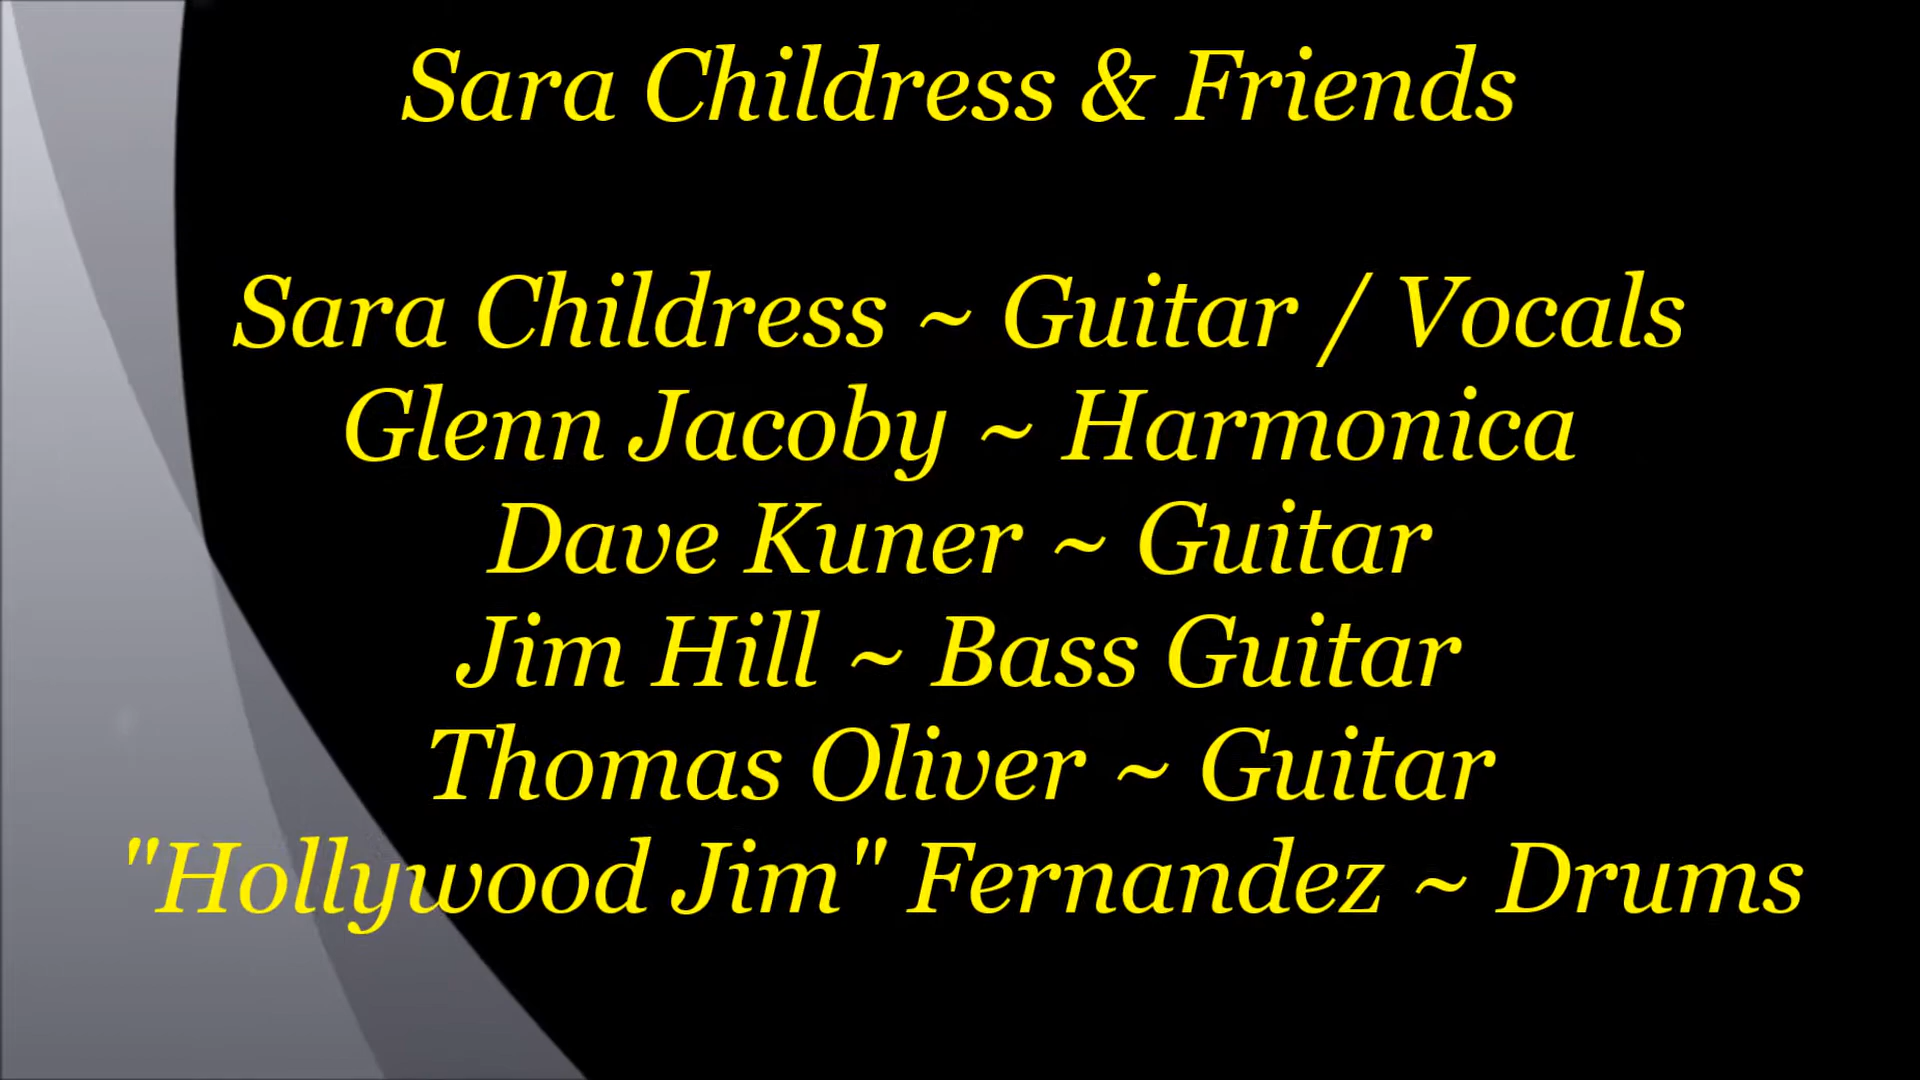 Sara Childress & Friends
Sara Childress ~ Guitar / Vocals
Glenn Jacoby ~ Harmonica
Dave Kuner ~ Guitar
Jim Hill ~ Bass Guitar
Thomas Oliver ~ Guitar
"Hollywood Jim" Fernandez ~ Drums